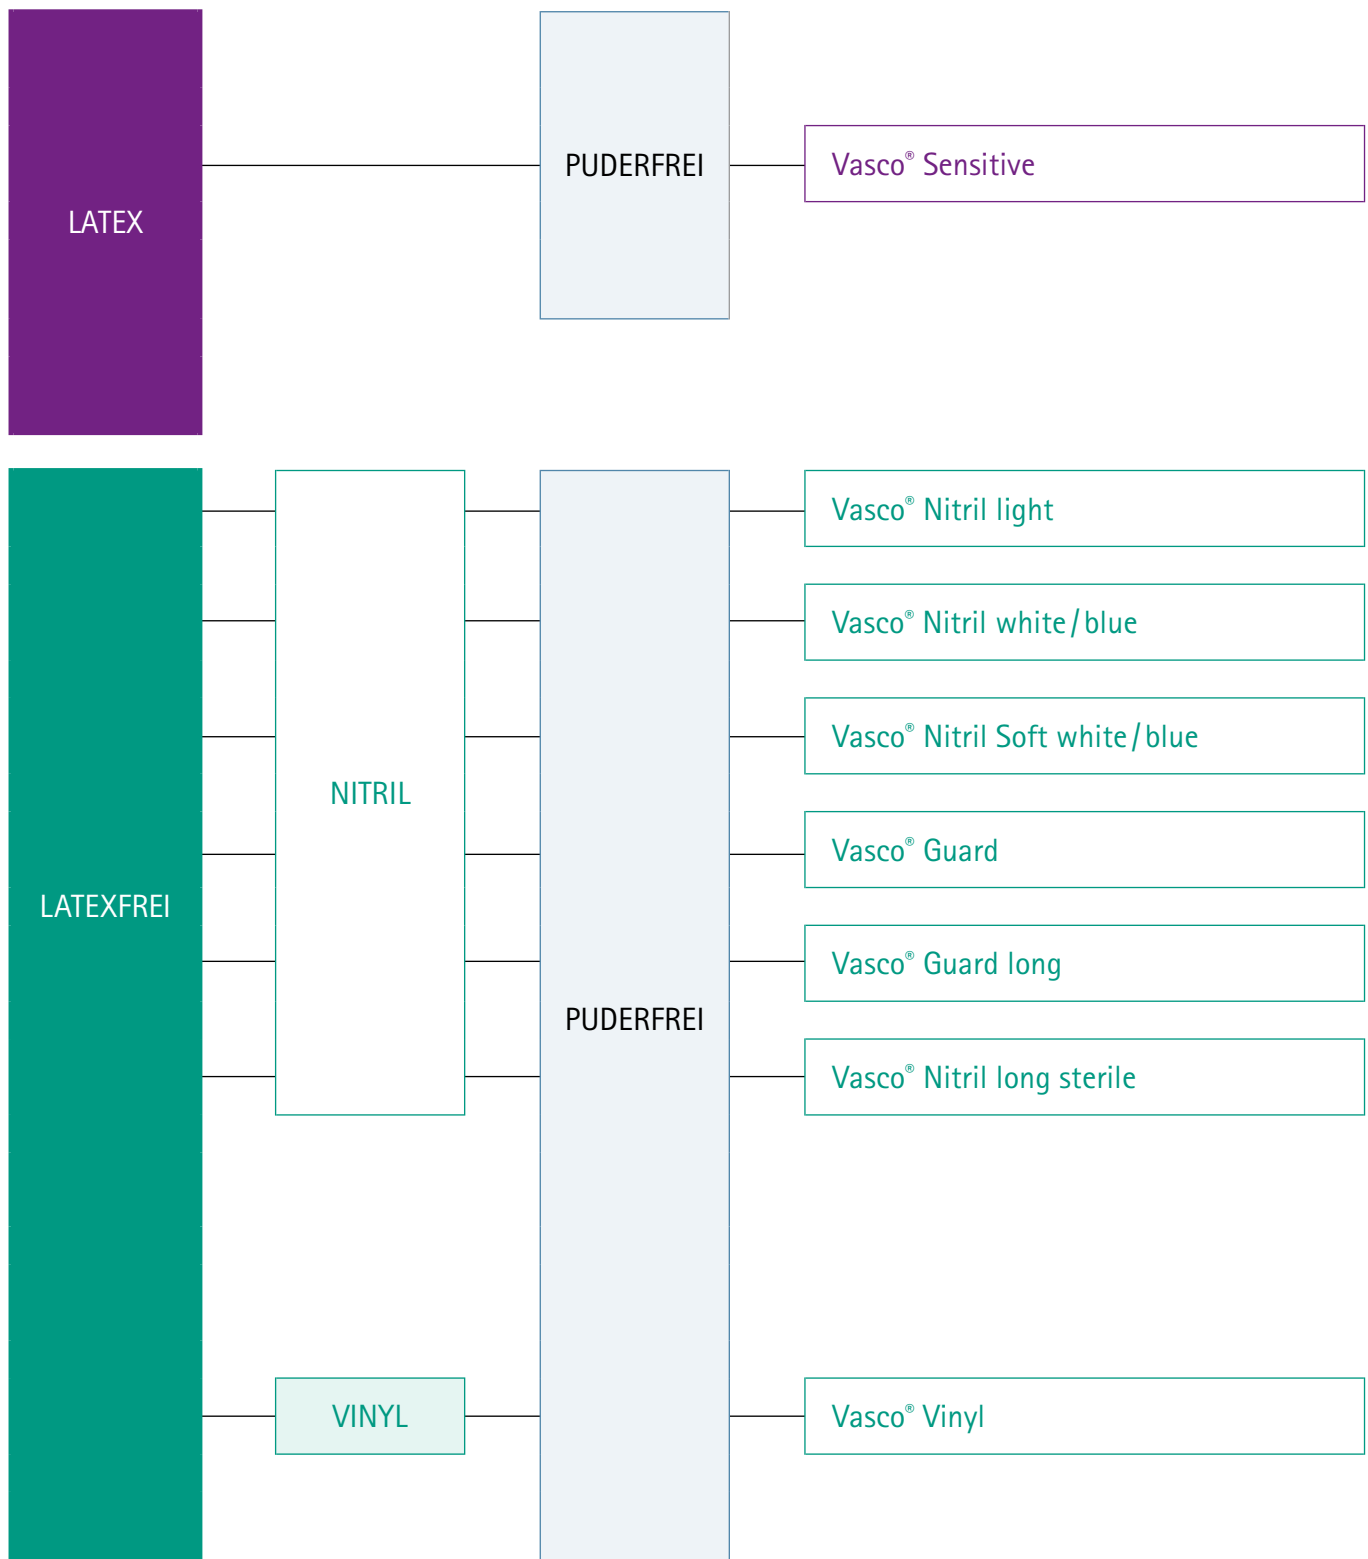 LATEX
PUDERFREI
Vasco® Sensitive
LATEXFREI
NITRIL
VINYL
PUDERFREI
Vasco® Nitril light
Vasco® Nitril white/blue
Vasco® Nitril Soft white/blue
Vasco® Guard
Vasco® Guard long
Vasco® Nitril long sterile
Vasco® Vinyl